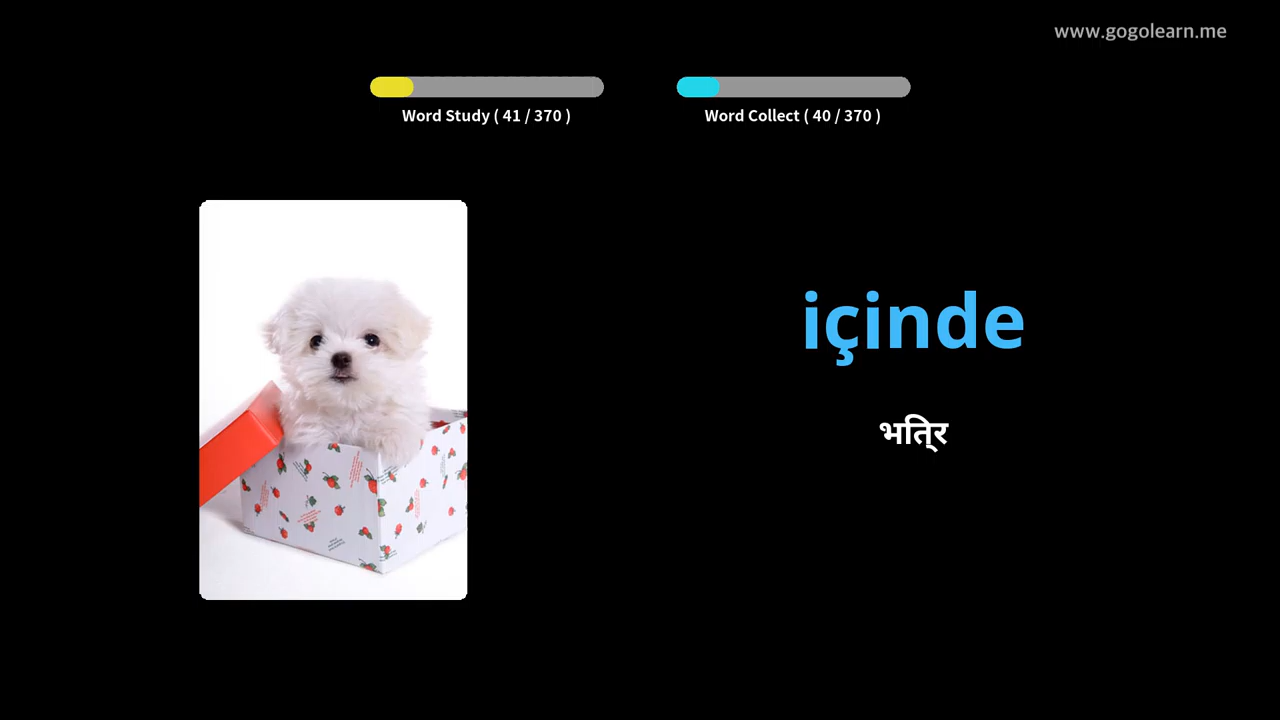 www.gogolearn.me
Word Study ( 41 / 370 )
Word Collect ( 40 / 370 )
içinde
भित्र